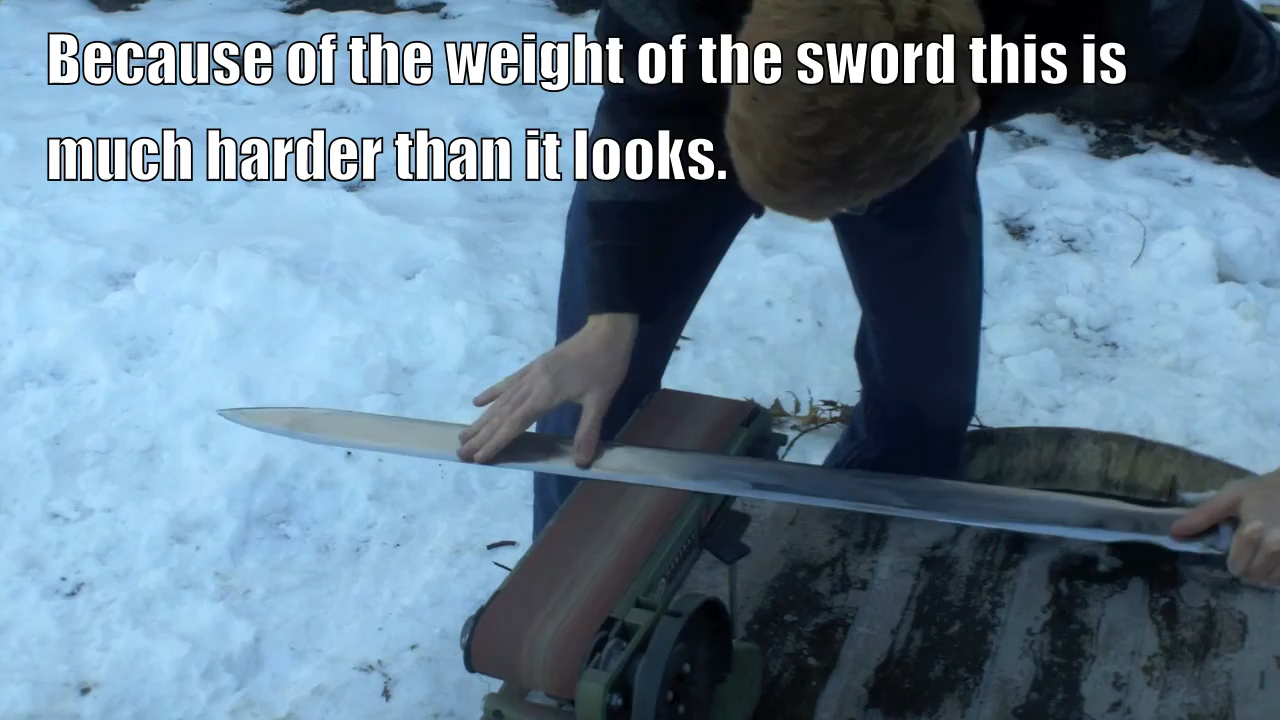 Because of the weight of the sword this is
much harder than it looks.